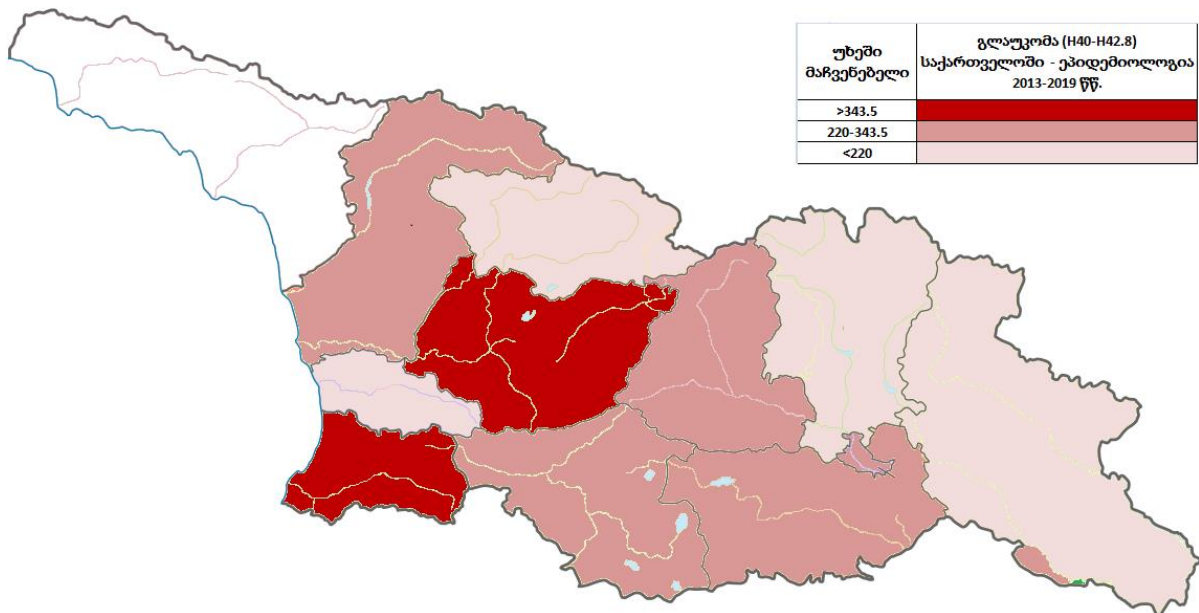 უხეში
მაჩვენებელი
გლაუკომა (H40-H42.8)
საქართველოში - ეპიდემიოლოგია
2013-2019 წწ.
>343.5
220-343.5
<220